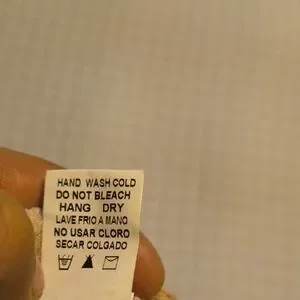 HAND WASH COLD
DO NOT BLEACH
HANG DRY
LAVE FRIO A MANO
NO USAR CLORO
SECAR COLGADO